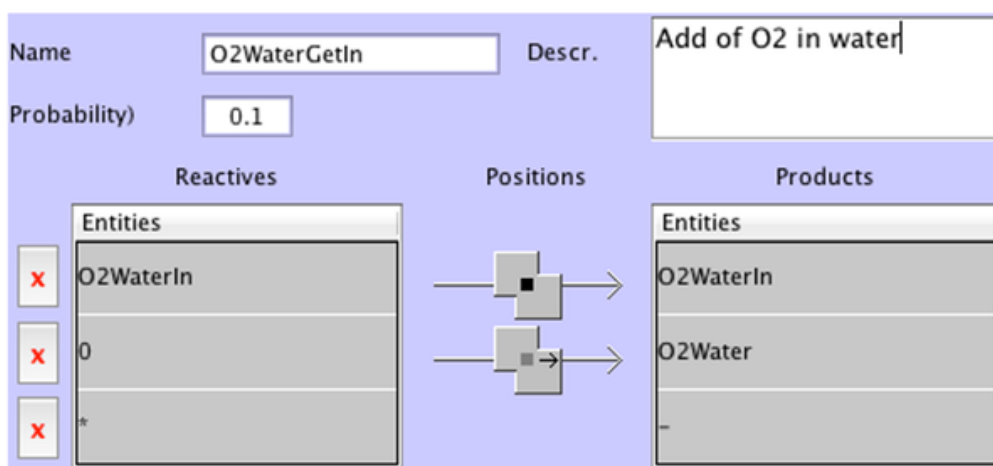 Name O2WaterGetIn Descr. Add of O2 in water
Probability) 0.1
Reactives Positions Products
Entities Entities
x O2WaterIn O2WaterIn
x 0 O2Water
x * -